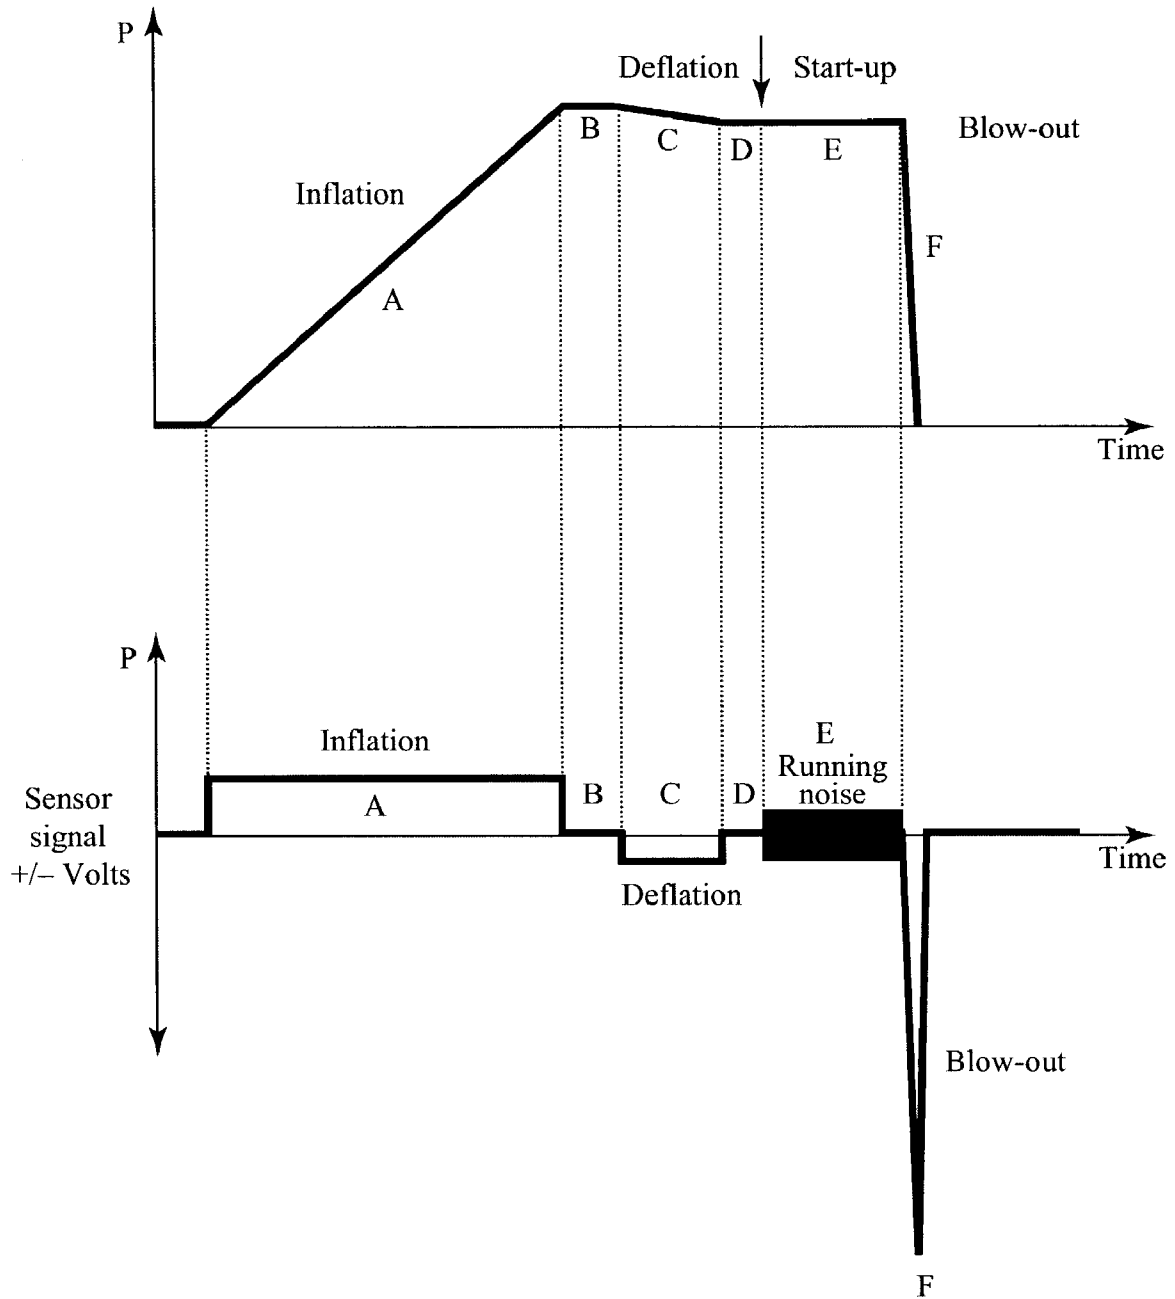 P
Deflation
Start-up
B
C
D
E
Blow-out
Inflation
F
A
Time
P
Inflation
E
Running
noise
A
B
C
D
Sensor
signal
+/– Volts
Time
Deflation
Blow-out
F